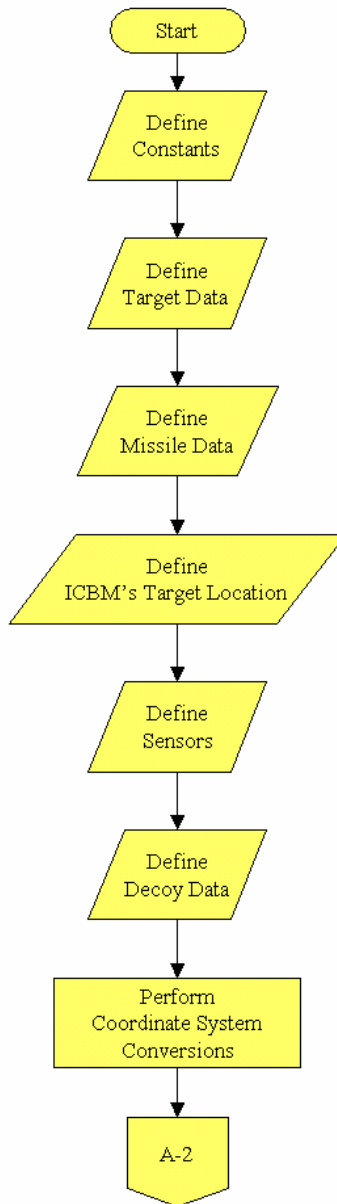 Start
Define
Constants
Define
Target Data
Define
Missile Data
Define
ICBM's Target Location
Define
Sensors
Define
Decoy Data
Perform
Coordinate System
Conversions
A-2